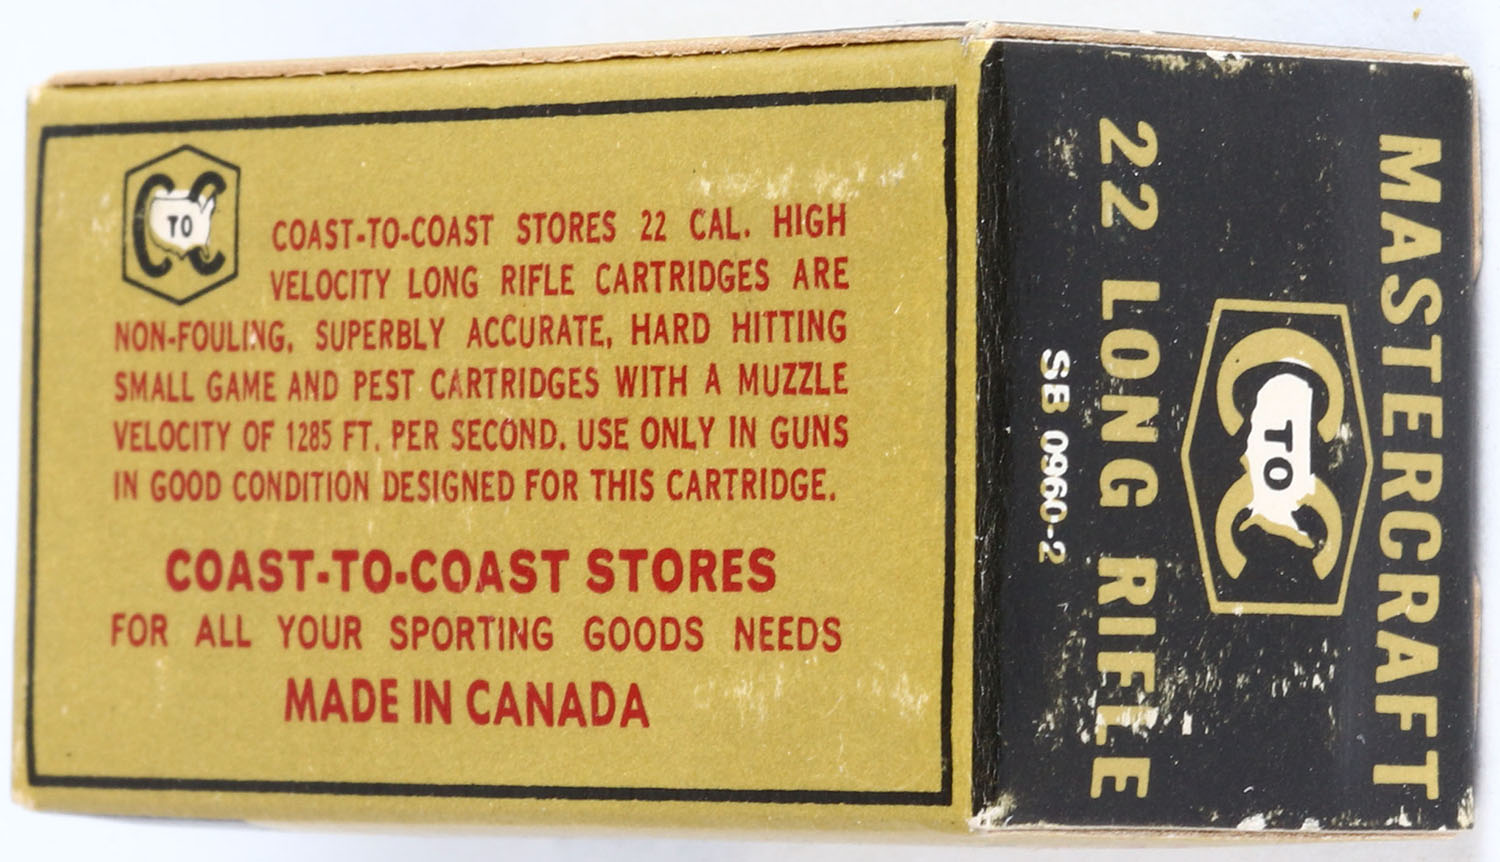 C TO C
COAST-TO-COAST STORES 22 CAL. HIGH
VELOCITY LONG RIFLE CARTRIDGES ARE
NON-FOULING, SUPERBLY ACCURATE, HARD HITTING
SMALL GAME AND PEST CARTRIDGES WITH A MUZZLE
VELOCITY OF 1285 FT. PER SECOND. USE ONLY IN GUNS
IN GOOD CONDITION DESIGNED FOR THIS CARTRIDGE.
COAST-TO-COAST STORES
FOR ALL YOUR SPORTING GOODS NEEDS
MADE IN CANADA
MASTERCRAFT
C TO C
22 LONG RIFLE
SB 0960-2